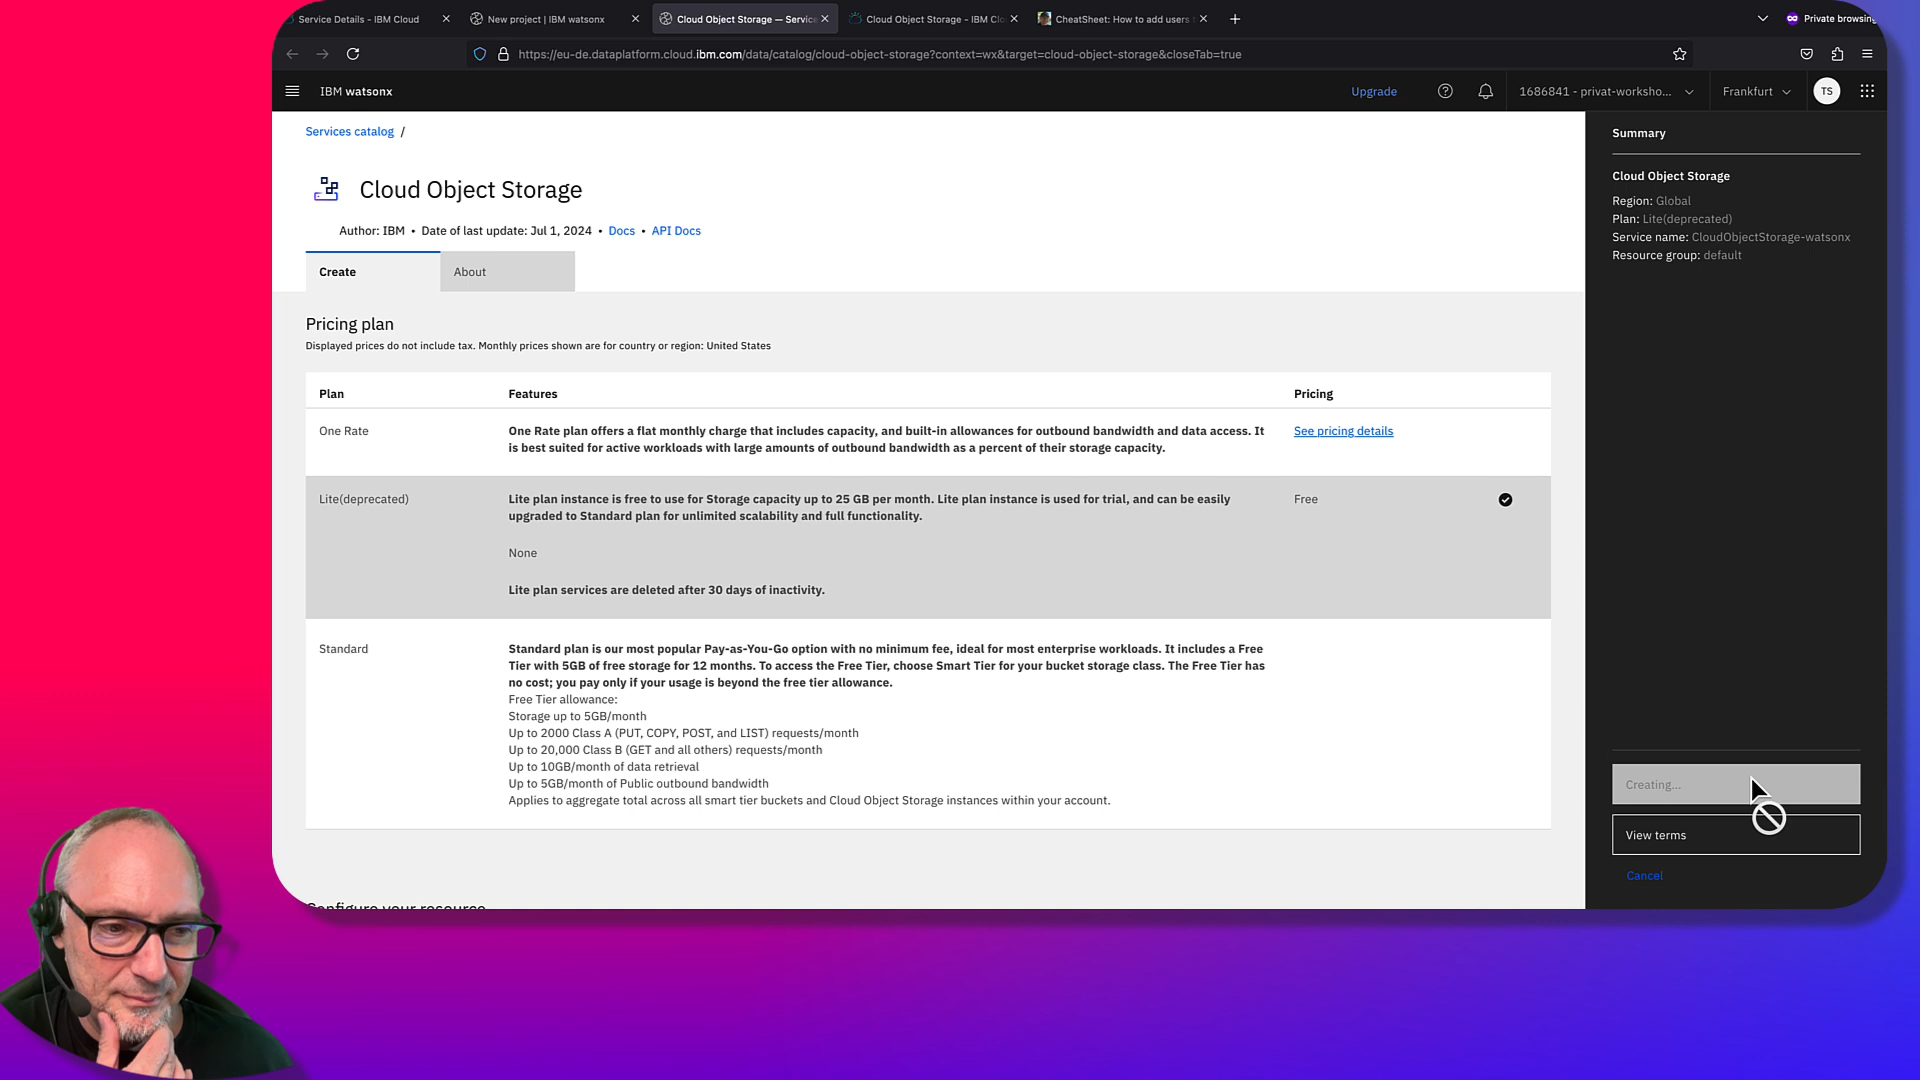 Service Details - IBM Cloud
New project | IBM watsonx
Cloud Object Storage — Service
Cloud Object Storage - IBM Clo
CheatSheet: How to add users
Private browsing
https://eu-de.dataplatform.cloud.ibm.com/data/catalog/cloud-object-storage?context=wx&target=cloud-object-storage&closeTab=true
IBM watsonx
Upgrade
1686841 - privat-worksho...
Frankfurt
TS
Services catalog /
Cloud Object Storage
Author: IBM • Date of last update: Jul 1, 2024 • Docs • API Docs
Create
About
Pricing plan
Displayed prices do not include tax. Monthly prices shown are for country or region: United States
Plan
Features
Pricing
One Rate
One Rate plan offers a flat monthly charge that includes capacity, and built-in allowances for outbound bandwidth and data access. It
is best suited for active workloads with large amounts of outbound bandwidth as a percent of their storage capacity.
See pricing details
Lite(deprecated)
Lite plan instance is free to use for Storage capacity up to 25 GB per month. Lite plan instance is used for trial, and can be easily
upgraded to Standard plan for unlimited scalability and full functionality.
Free
None
Lite plan services are deleted after 30 days of inactivity.
Standard
Standard plan is our most popular Pay-as-You-Go option with no minimum fee, ideal for most enterprise workloads. It includes a Free
Tier with 5GB of free storage for 12 months. To access the Free Tier, choose Smart Tier for your bucket storage class. The Free Tier has
no cost; you pay only if your usage is beyond the free tier allowance.
Free Tier allowance:
Storage up to 5GB/month
Up to 2000 Class A (PUT, COPY, POST, and LIST) requests/month
Up to 20,000 Class B (GET and all others) requests/month
Up to 10GB/month of data retrieval
Up to 5GB/month of Public outbound bandwidth
Applies to aggregate total across all smart tier buckets and Cloud Object Storage instances within your account.
Configure your resource
Summary
Cloud Object Storage
Region: Global
Plan: Lite(deprecated)
Service name: CloudObjectStorage-watsonx
Resource group: default
Creating...
View terms
Cancel